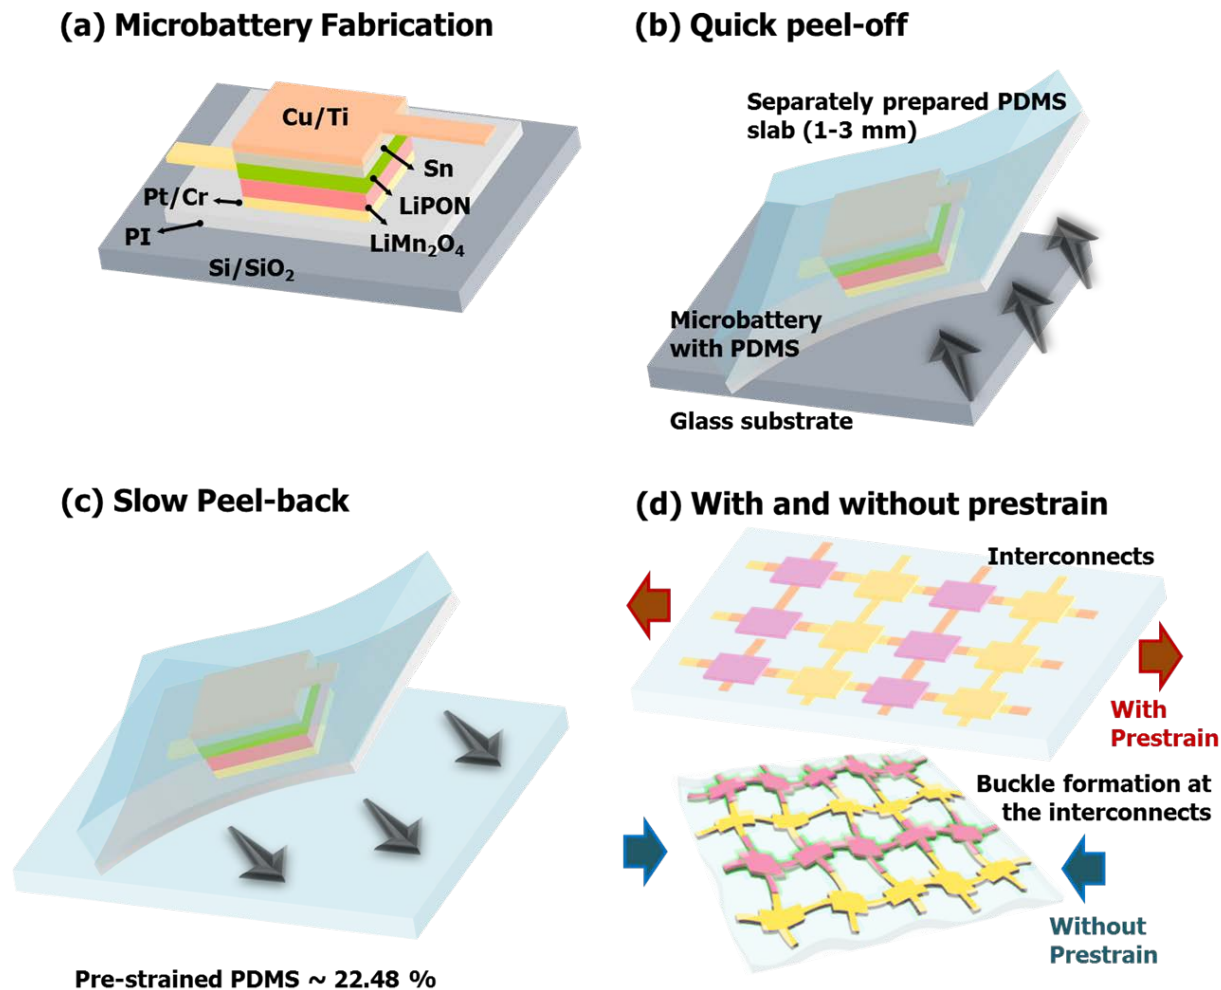 (a) Microbattery Fabrication
Cu/Ti
Sn
Pt/Cr
LiPON
PI
LiMn₂O₄
Si/SiO₂
(b) Quick peel-off
Separately prepared PDMS
slab (1-3 mm)
Microbattery
with PDMS
Glass substrate
(c) Slow Peel-back
Pre-strained PDMS ~ 22.48 %
(d) With and without prestrain
Interconnects
With
Prestrain
Buckle formation at
the interconnects
Without
Prestrain